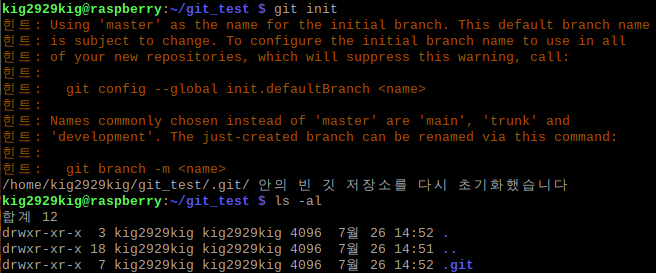 kig2929kig@raspberry:~/git_test $ git init
힌트: Using 'master' as the name for the initial branch. This default branch name
힌트: is subject to change. To configure the initial branch name to use in all
힌트: of your new repositories, which will suppress this warning, call:
힌트:
힌트:   git config --global init.defaultBranch <name>
힌트:
힌트: Names commonly chosen instead of 'master' are 'main', 'trunk' and
힌트: 'development'. The just-created branch can be renamed via this command:
힌트:
힌트:   git branch -m <name>
/home/kig2929kig/git_test/.git/ 안의 빈 깃 저장소를 다시 초기화했습니다
kig2929kig@raspberry:~/git_test $ ls -al
합계 12
drwxr-xr-x  3 kig2929kig kig2929kig 4096  7월 26 14:52 .
drwxr-xr-x 18 kig2929kig kig2929kig 4096  7월 26 14:51 ..
drwxr-xr-x  7 kig2929kig kig2929kig 4096  7월 26 14:52 .git